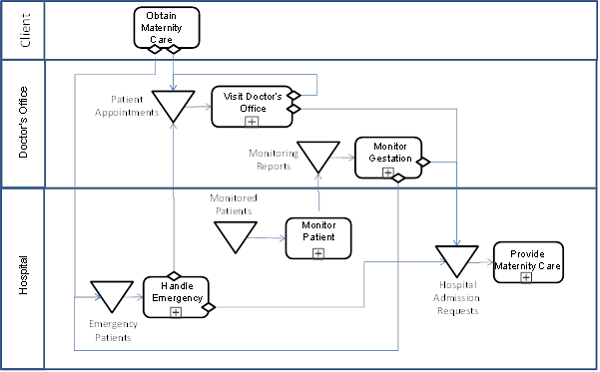 Client
Obtain
Maternity
Care
Doctor's Office
Patient
Appointments
Visit Doctor's
Office
Monitoring
Reports
Monitor
Gestation
Hospital
Monitored
Patients
Monitor
Patient
Provide
Maternity Care
Handle
Emergency
Hospital
Admission
Requests
Emergency
Patients